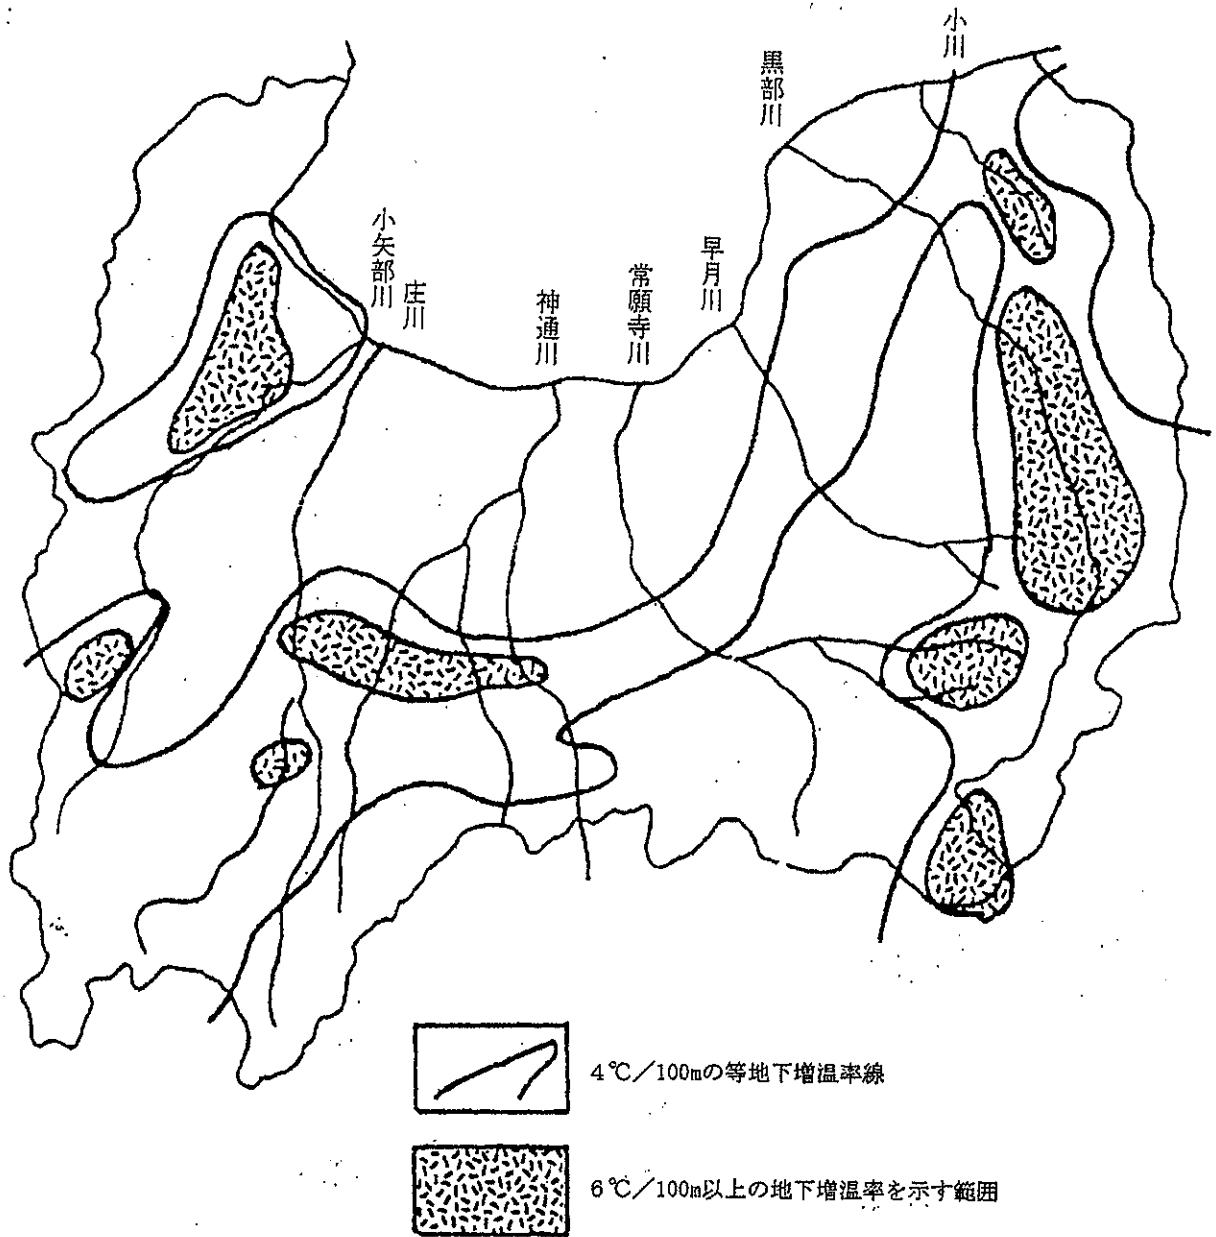 小川
黒部川
早月川
常願寺川
神通川
庄川
小矢部川
4℃/100mの等地下増温率線
6℃/100m以上の地下増温率を示す範囲